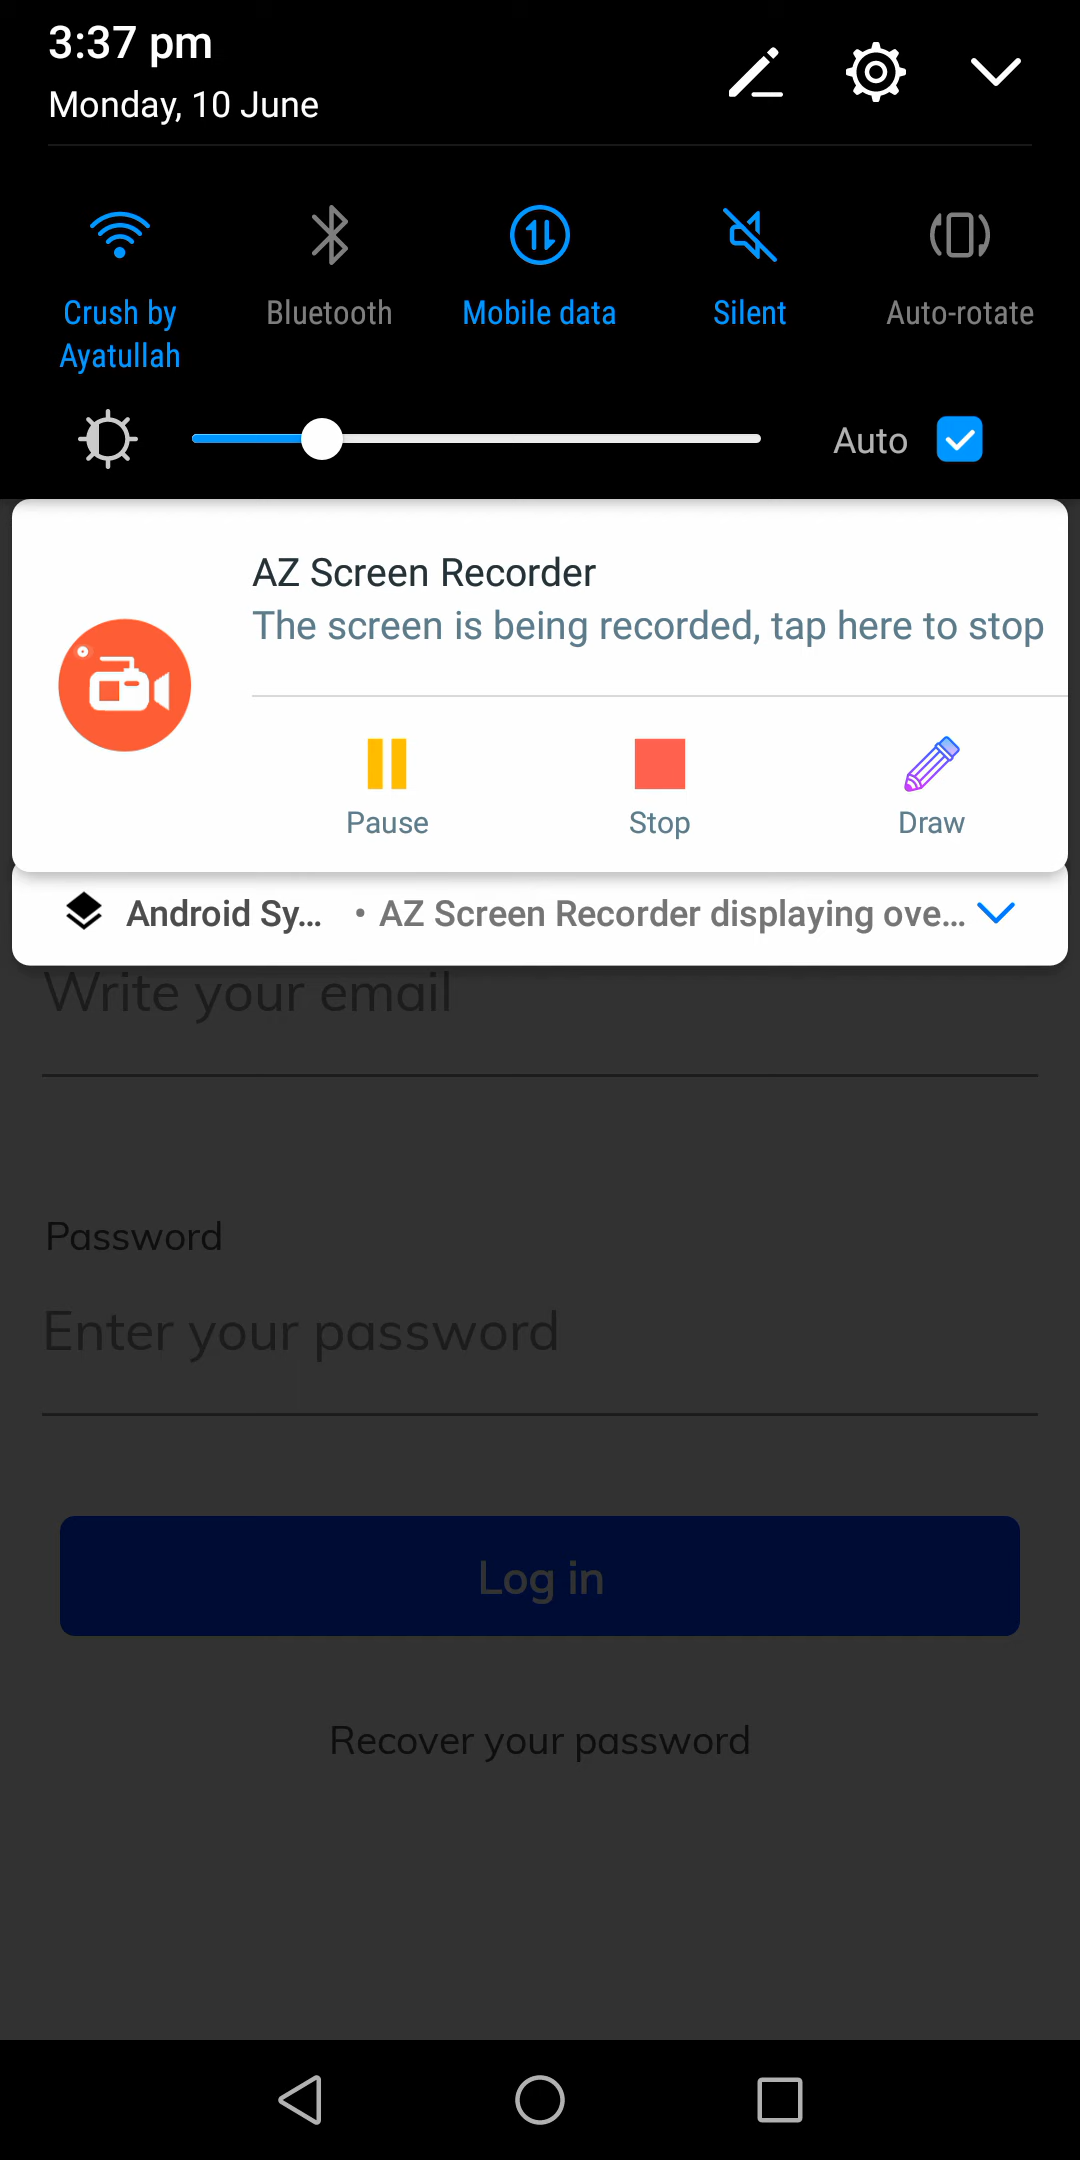 3:37 pm
Monday, 10 June
Crush by
Ayatullah
Bluetooth
Mobile data
Silent
Auto-rotate
Auto
AZ Screen Recorder
The screen is being recorded, tap here to stop
Pause
Stop
Draw
Android Sy... • AZ Screen Recorder displaying ove...
Write your email
Password
Enter your password
Log in
Recover your password